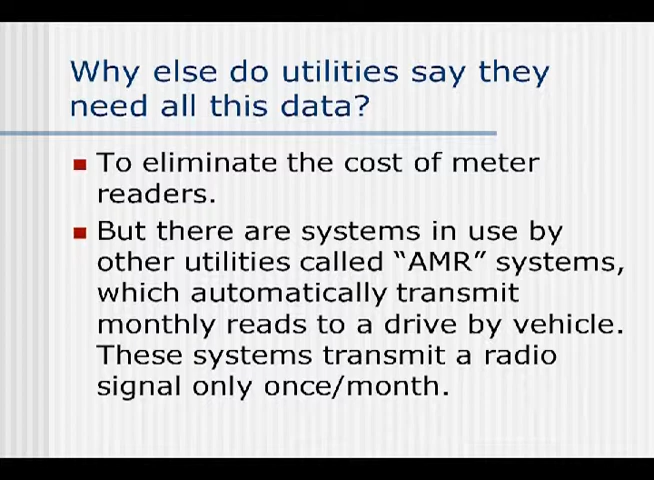 Why else do utilities say they
need all this data?
To eliminate the cost of meter
readers.
But there are systems in use by
other utilities called “AMR” systems,
which automatically transmit
monthly reads to a drive by vehicle.
These systems transmit a radio
signal only once/month.